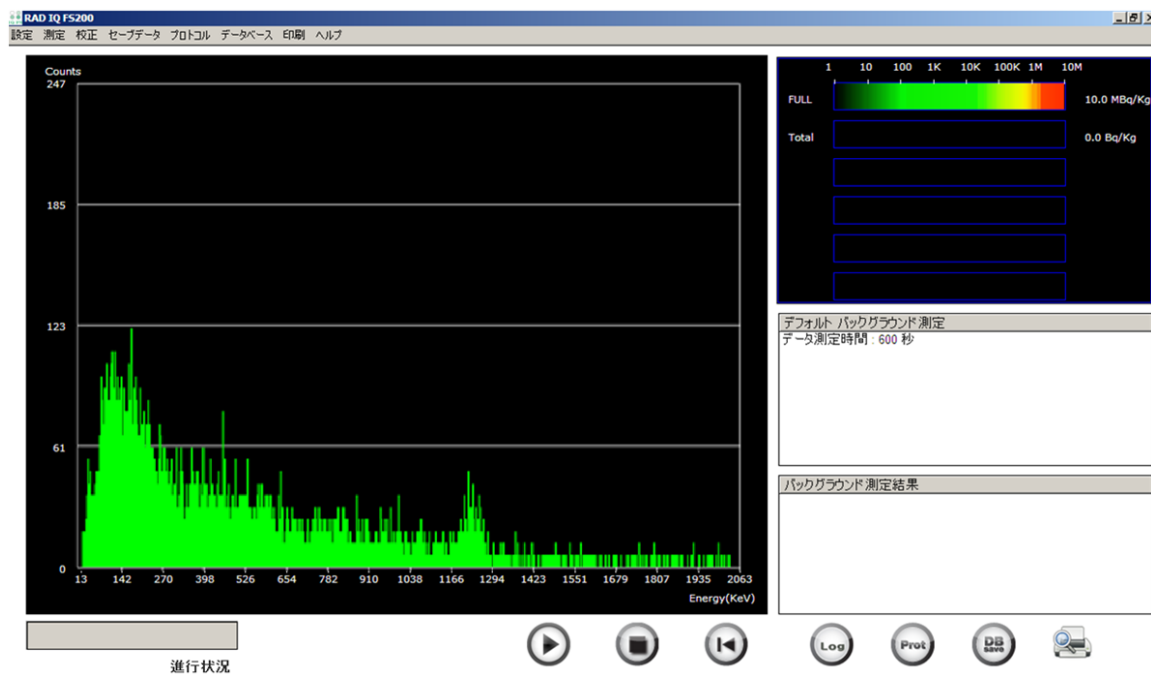 RAD IQ FS200
設定 測定 校正 セーブデータ プロトコル データベース 印刷 ヘルプ
Counts
247
185
123
61
0
13 142 270 398 526 654 782 910 1038 1166 1294 1423 1551 1679 1807 1935 2063
Energy(KeV)
1 10 100 1K 10K 100K 1M 10M
FULL 10.0 MBq/Kg
Total 0.0 Bq/Kg
デフォルト バックグラウンド 測定
データ測定時間 : 600 秒
バックグラウンド 測定結果
進行状況
Log
Prot
DB
save